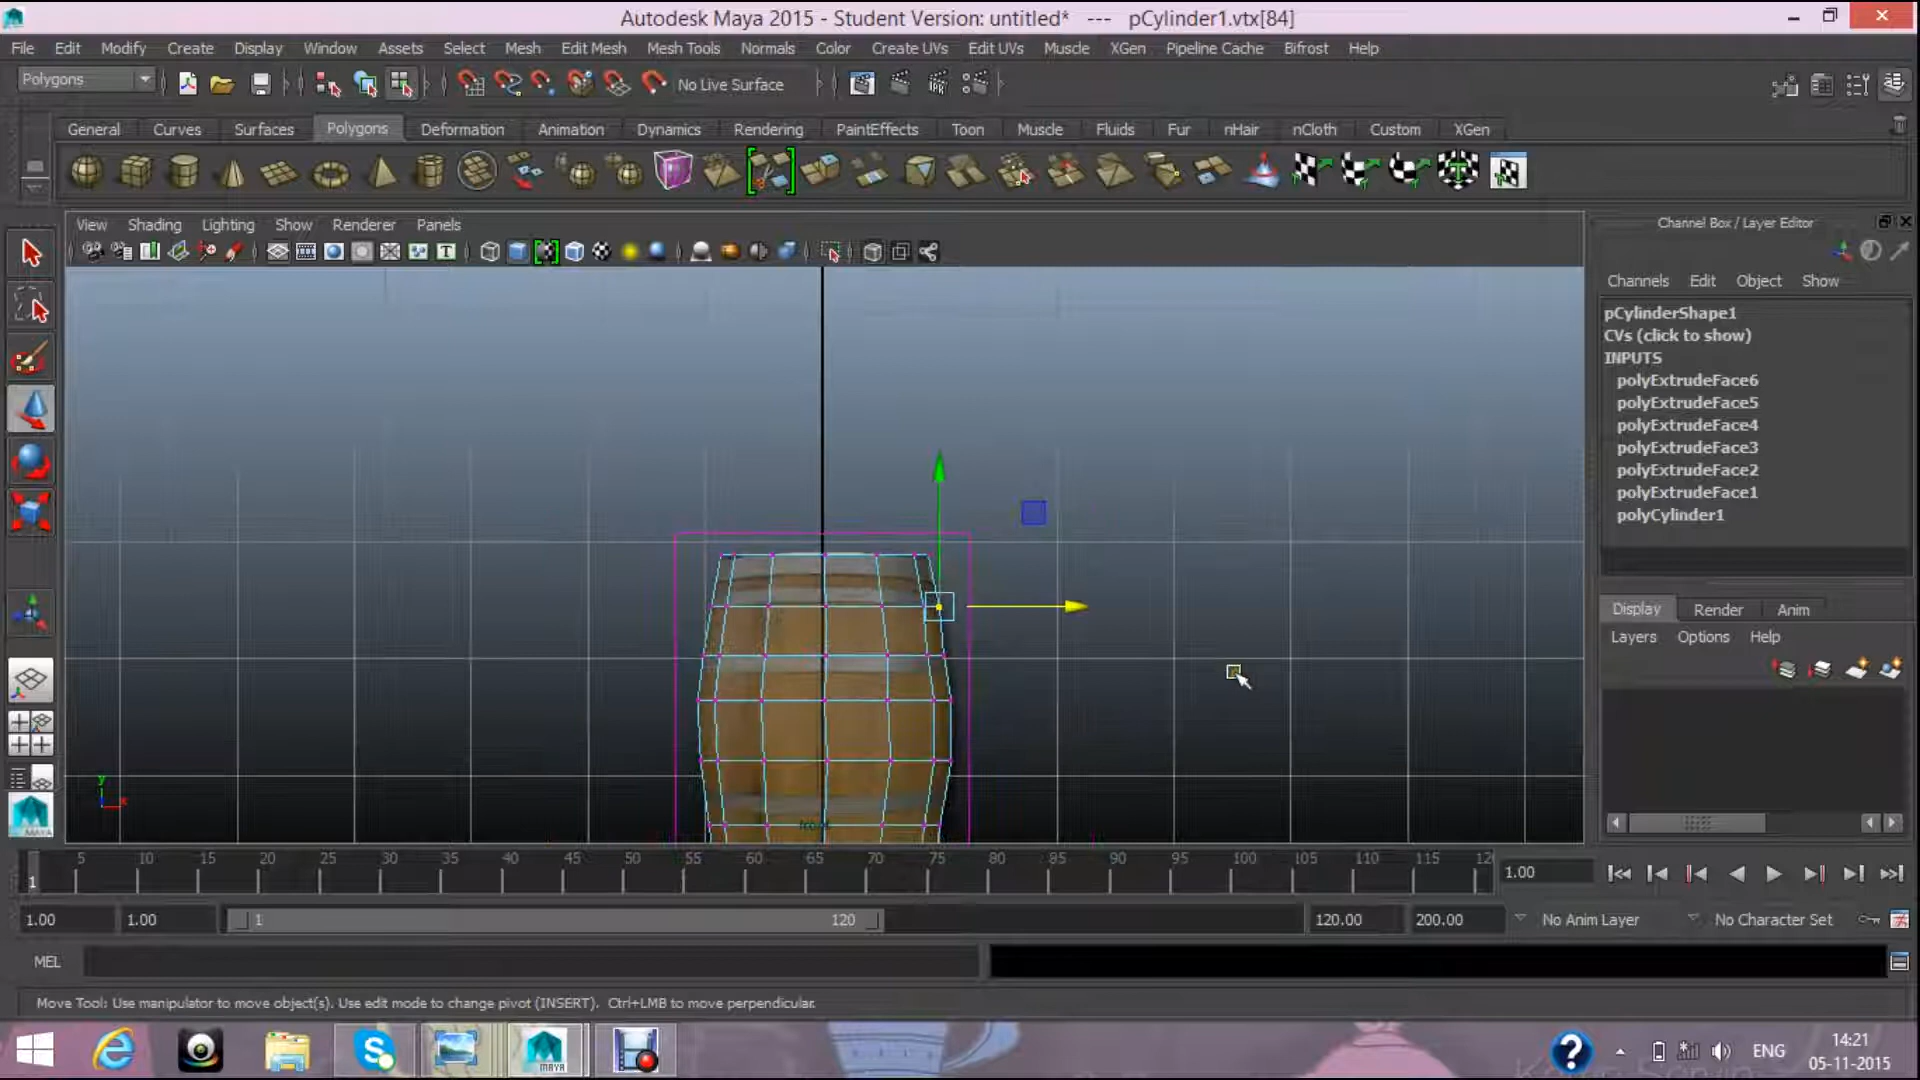 Autodesk Maya 2015 - Student Version: untitled* --- pCylinder1.vtx[84]
File Edit Modify Create Display Window Assets Select Mesh Edit Mesh Mesh Tools Normals Color Create UVs Edit UVs Muscle XGen Pipeline Cache Bifrost Help
Polygons No Live Surface
General Curves Surfaces Polygons Deformation Animation Dynamics Rendering PaintEffects Toon Muscle Fluids Fur nHair nCloth Custom XGen
View Shading Lighting Show Renderer Panels
Channel Box / Layer Editor
Channels Edit Object Show
pCylinderShape1
CVs (click to show)
INPUTS
polyExtrudeFace6
polyExtrudeFace5
polyExtrudeFace4
polyExtrudeFace3
polyExtrudeFace2
polyExtrudeFace1
polyCylinder1
Display Render Anim
Layers Options Help
y
x
front
MAYA
5 10 15 20 25 30 35 40 45 50 55 60 65 70 75 80 85 90 95 100 105 110 115 12
1
1.00
1.00 1.00 1 120 120.00 200.00 No Anim Layer No Character Set
MEL
Move Tool: Use manipulator to move object(s). Use edit mode to change pivot (INSERT). Ctrl+LMB to move perpendicular.
MAYA
ENG
14:21
05-11-2015